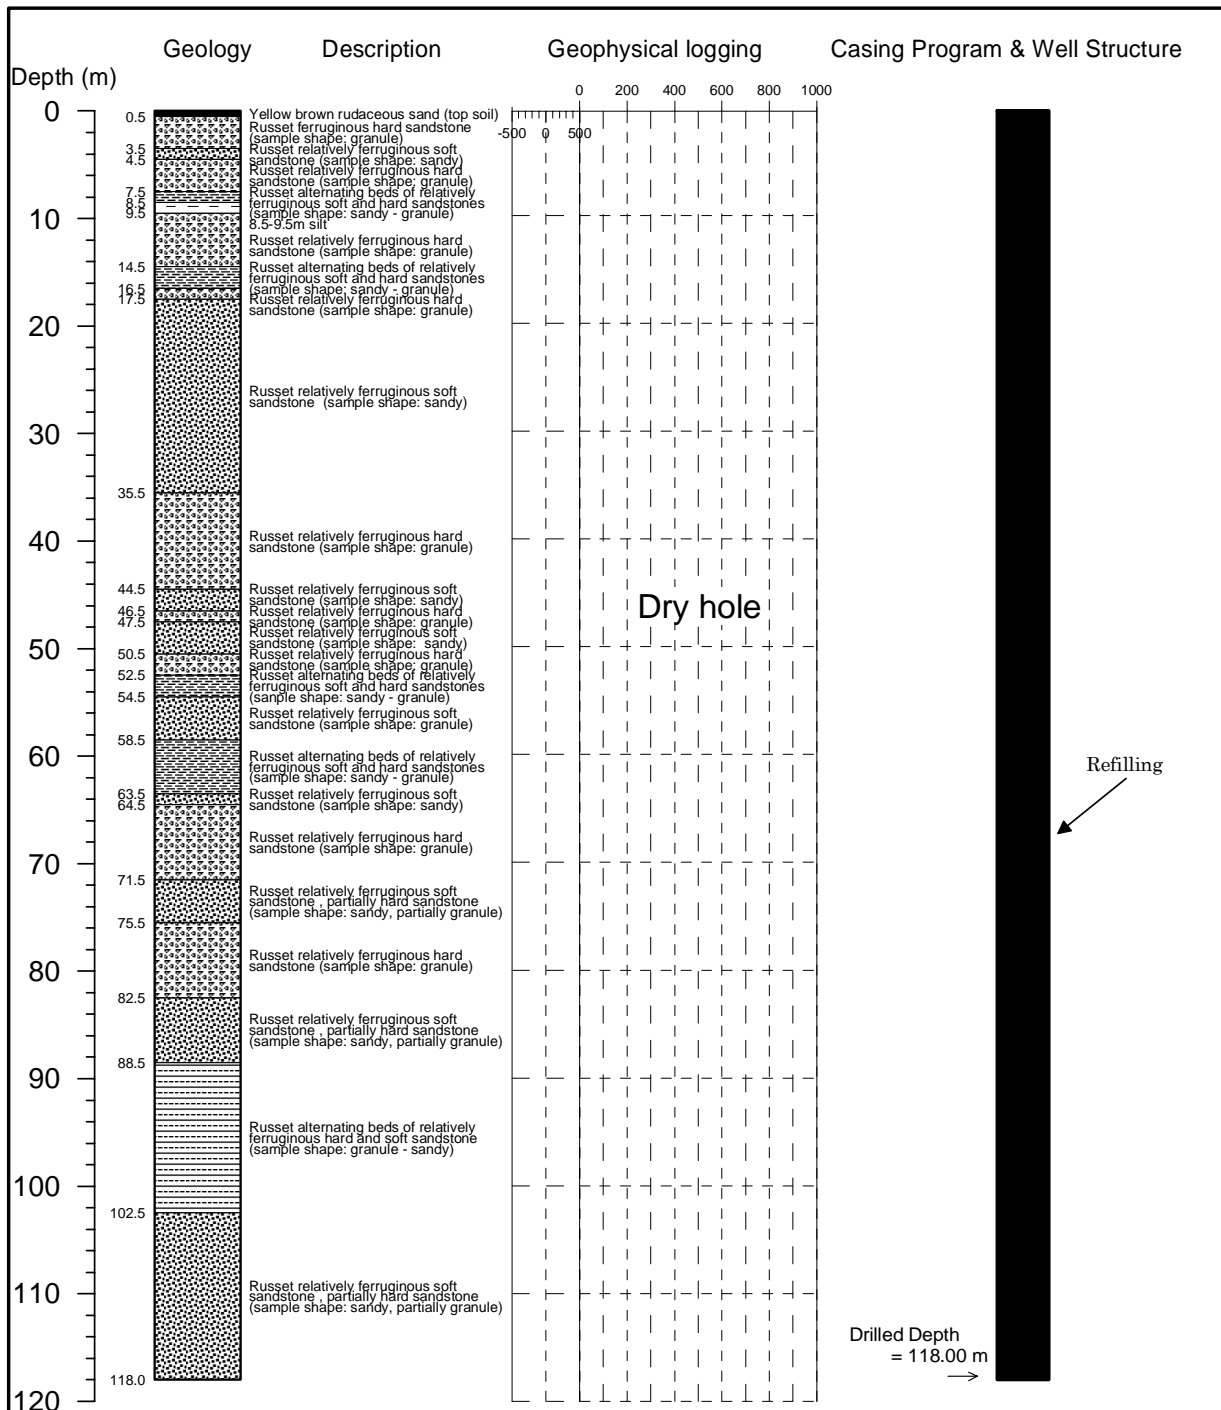 Geology
Description
Geophysical logging
Casing Program & Well Structure
Depth (m)
0 200 400 600 800 1000
-500 0 500
0
10
20
30
40
50
60
70
80
90
100
110
120
0.5
3.5
4.5
7.5
8.5
9.5
14.5
16.5
17.5
35.5
44.5
46.5
47.5
50.5
52.5
54.5
58.5
63.5
64.5
71.5
75.5
82.5
88.5
102.5
118.0
Yellow brown rudaceous sand (top soil)
Russet ferruginous hard sandstone
(sample shape: granule)
Russet relatively ferruginous soft
sandstone (sample shape: sandy)
Russet relatively ferruginous hard
sandstone (sample shape: granule)
Russet alternating beds of relatively
ferruginous soft and hard sandstones
(sample shape: sandy - granule)
8.5-9.5m silt
Russet relatively ferruginous hard
sandstone (sample shape: granule)
Russet alternating beds of relatively
ferruginous soft and hard sandstones
(sample shape: sandy - granule)
Russet relatively ferruginous hard
sandstone (sample shape: granule)
Russet relatively ferruginous soft
sandstone (sample shape: sandy)
Russet relatively ferruginous hard
sandstone (sample shape: granule)
Russet relatively ferruginous soft
sandstone (sample shape: sandy)
Russet relatively ferruginous hard
sandstone (sample shape: granule)
Russet relatively ferruginous soft
sandstone (sample shape: sandy)
Russet relatively ferruginous hard
sandstone (sample shape: granule)
Russet alternating beds of relatively
ferruginous soft and hard sandstones
(sanple shape: sandy - granule)
Russet relatively ferruginous soft
sandstone (sample shape: granule)
Russet alternating beds of relatively
ferruginous soft and hard sandstones
(sample shape: sandy - granule)
Russet relatively ferruginous soft
sandstone (sample shape: sandy)
Russet relatively ferruginous hard
sandstone (sample shape: granule)
Russet relatively ferruginous soft
sandstone , partially hard sandstone
(sample shape: sandy, partially granule)
Russet relatively ferruginous hard
sandstone (sample shape: granule)
Russet relatively ferruginous soft
sandstone , partially hard sandstone
(sample shape: sandy, partially granule)
Russet alternating beds of relatively
ferruginous hard and soft sandstone
(sample shape: granule - sandy)
Russet relatively ferruginous soft
sandstone , partially hard sandstone
(sample shape: sandy, partially granule)
Dry hole
Refilling
Drilled Depth
= 118.00 m